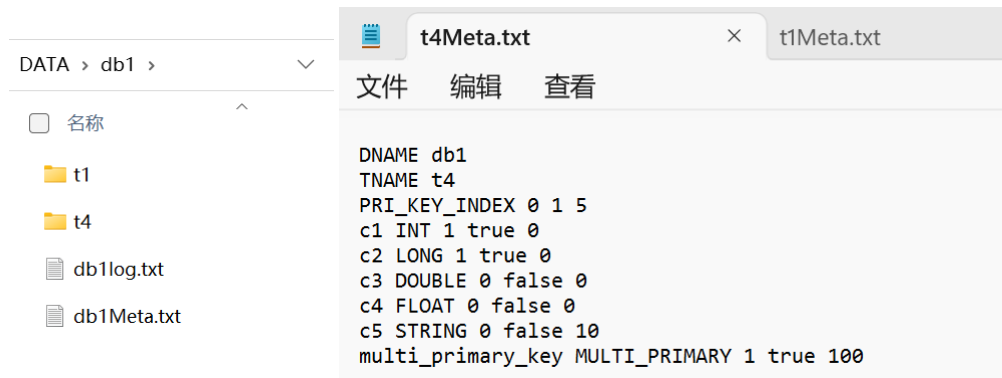 DATA > db1 >
名称
t1
t4
db1log.txt
db1Meta.txt
t4Meta.txt × t1Meta.txt
文件 编辑 查看
DNAME db1
TNAME t4
PRI_KEY_INDEX 0 1 5
c1 INT 1 true 0
c2 LONG 1 true 0
c3 DOUBLE 0 false 0
c4 FLOAT 0 false 0
c5 STRING 0 false 10
multi_primary_key MULTI_PRIMARY 1 true 100